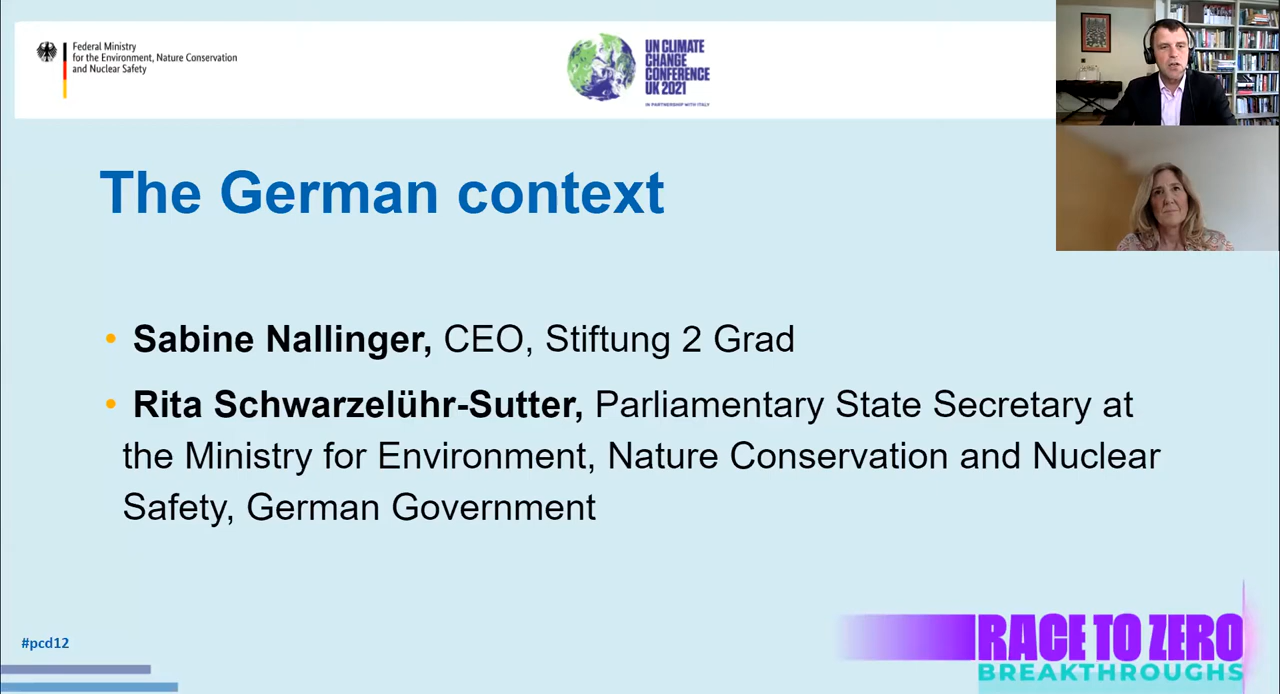 Federal Ministry
for the Environment, Nature Conservation
and Nuclear Safety
UN CLIMATE
CHANGE
CONFERENCE
UK 2021
IN PARTNERSHIP WITH ITALY
The German context
• Sabine Nallinger, CEO, Stiftung 2 Grad
• Rita Schwarzelühr-Sutter, Parliamentary State Secretary at
the Ministry for Environment, Nature Conservation and Nuclear
Safety, German Government
#pcd12
RACE TO ZERO
BREAKTHROUGHS